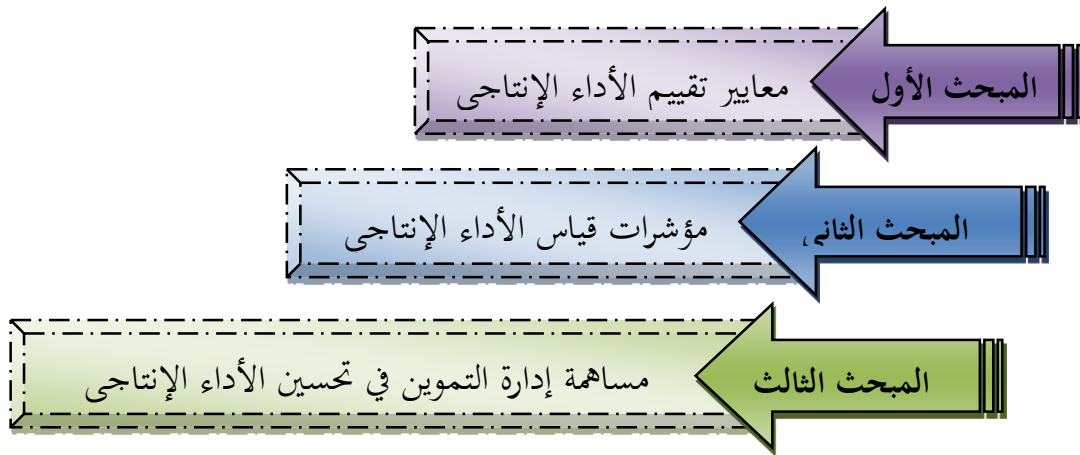 المبحث الأول معايير تقييم الأداء الإنتاجي
المبحث الثاني مؤشرات قياس الأداء الإنتاجي
المبحث الثالث مساهمة إدارة التموين في تحسين الأداء الإنتاجي